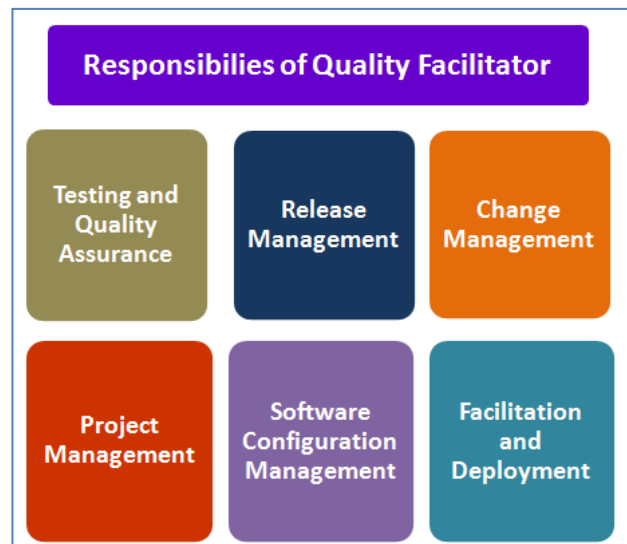 Responsibilies of Quality Facilitator
Testing and
Quality
Assurance
Release
Management
Change
Management
Project
Management
Software
Configuration
Management
Facilitation
and
Deployment